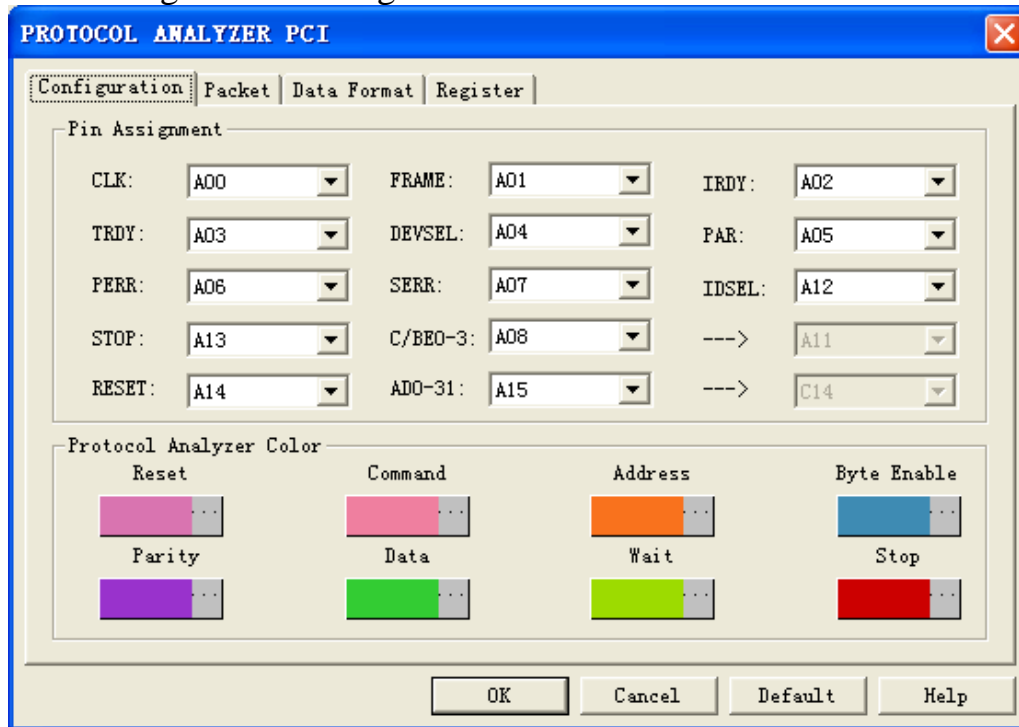 PROTOCOL ANALYZER PCI
Configuration Packet Data Format Register
Pin Assignment
CLK: A00 FRAME: A01 IRDY: A02
TRDY: A03 DEVSEL: A04 PAR: A05
PERR: A06 SERR: A07 IDSEL: A12
STOP: A13 C/BE0-3: A08 ---> A11
RESET: A14 AD0-31: A15 ---> C14
Protocol Analyzer Color
Reset Command Address Byte Enable
... ... ... ...
Parity Data Wait Stop
... ... ... ...
OK Cancel Default Help